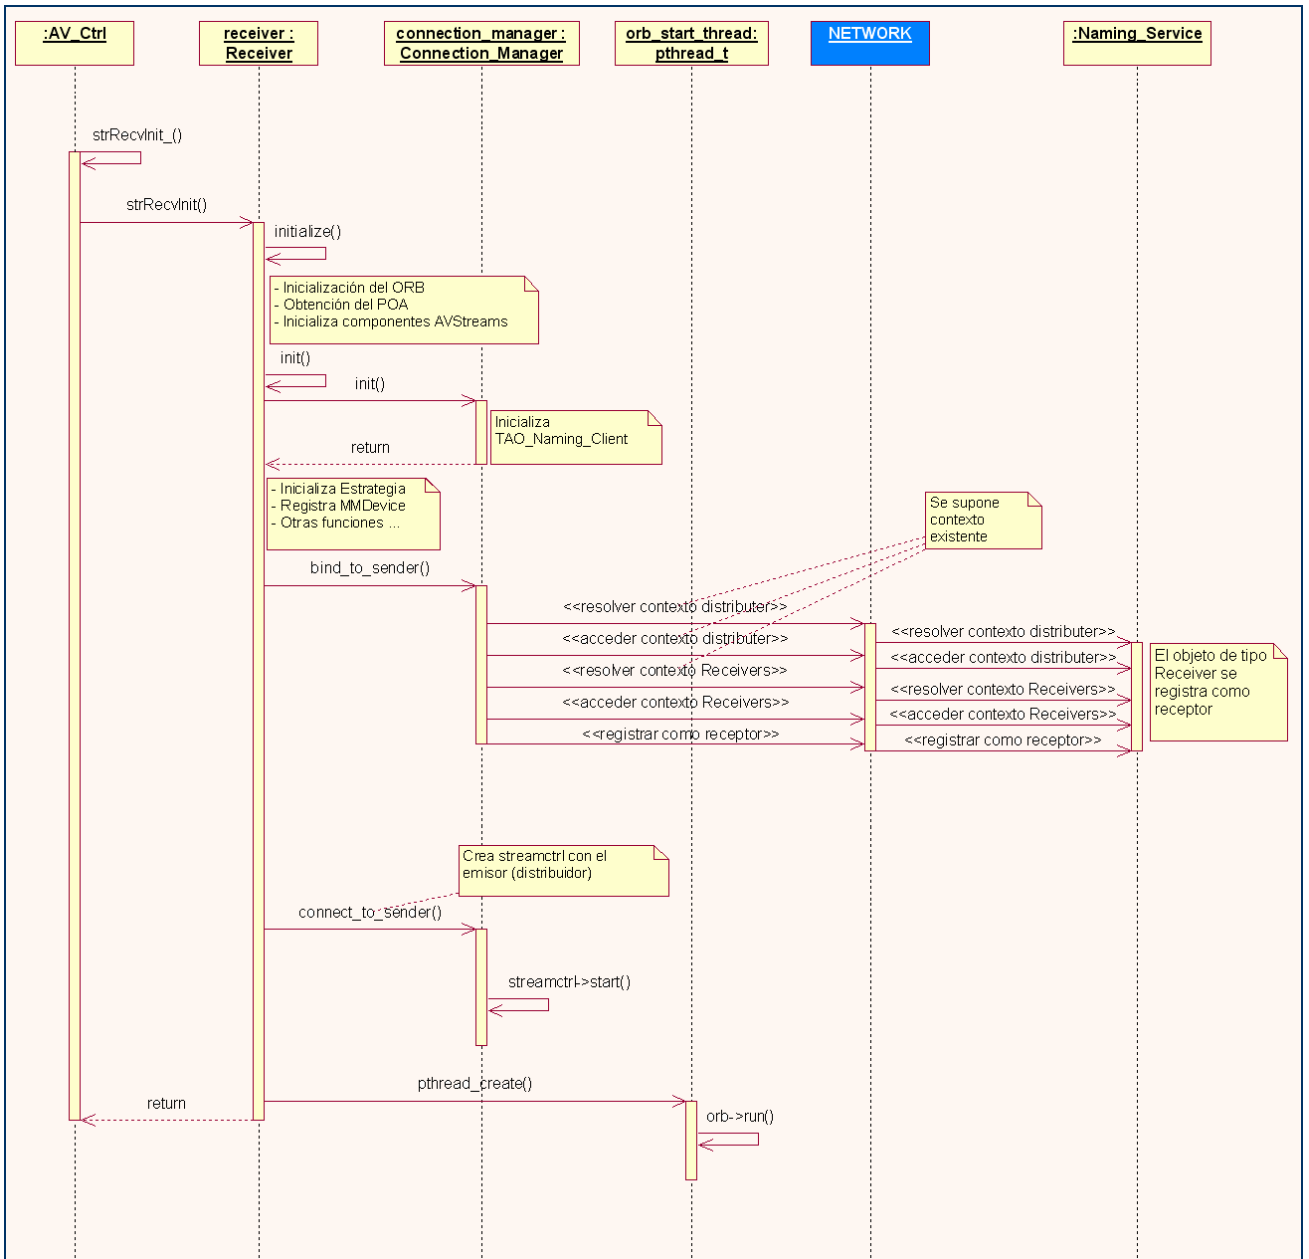 :AV_Ctrl
receiver :
Receiver
connection_manager :
Connection_Manager
orb_start_thread:
pthread_t
NETWORK
:Naming_Service
strRecvInit_()
strRecvInit()
initialize()
- Inicialización del ORB
- Obtención del POA
- Inicializa componentes AVStreams
init()
init()
Inicializa
TAO_Naming_Client
return
- Inicializa Estrategia
- Registra MMDevice
- Otras funciones ...
Se supone
contexto
existente
bind_to_sender()
<<resolver contexto distributer>>
<<resolver contexto distributer>>
<<acceder contexto distributer>>
<<acceder contexto distributer>>
<<resolver contexto Receivers>>
<<resolver contexto Receivers>>
<<acceder contexto Receivers>>
<<acceder contexto Receivers>>
<<registrar como receptor>>
<<registrar como receptor>>
El objeto de tipo
Receiver se
registra como
receptor
Crea streamctrl con el
emisor (distribuidor)
connect_to_sender()
streamctrl->start()
pthread_create()
return
orb->run()